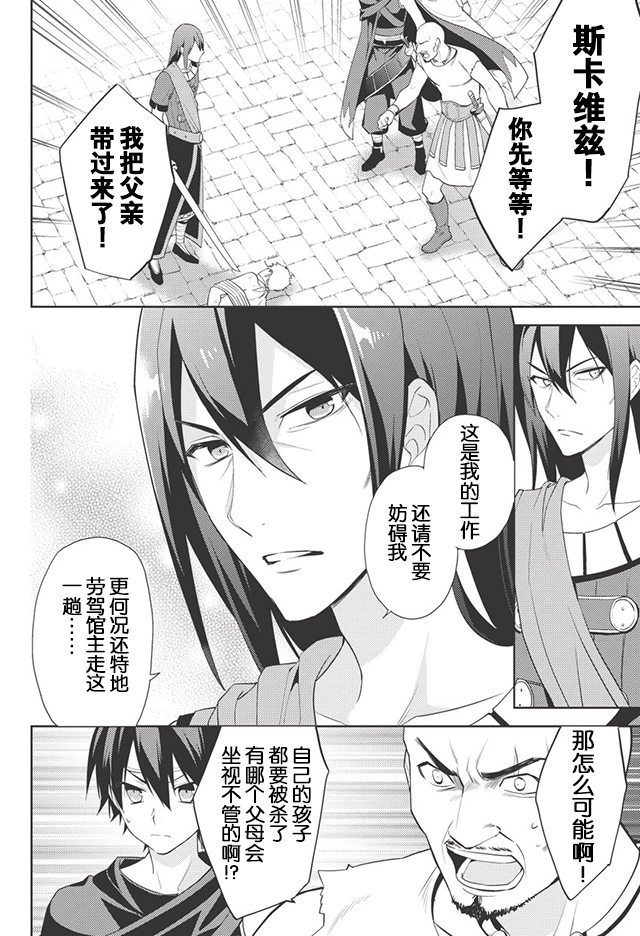 斯卡维兹！
你先等等！
我把父亲
带过来了！
这是我的工作
还请不要
妨碍我
更何况还特地
劳驾馆主走这
一趟……
那怎么可能啊！
自己的孩子
都要被杀了
有哪个父母会
坐视不管的啊!?